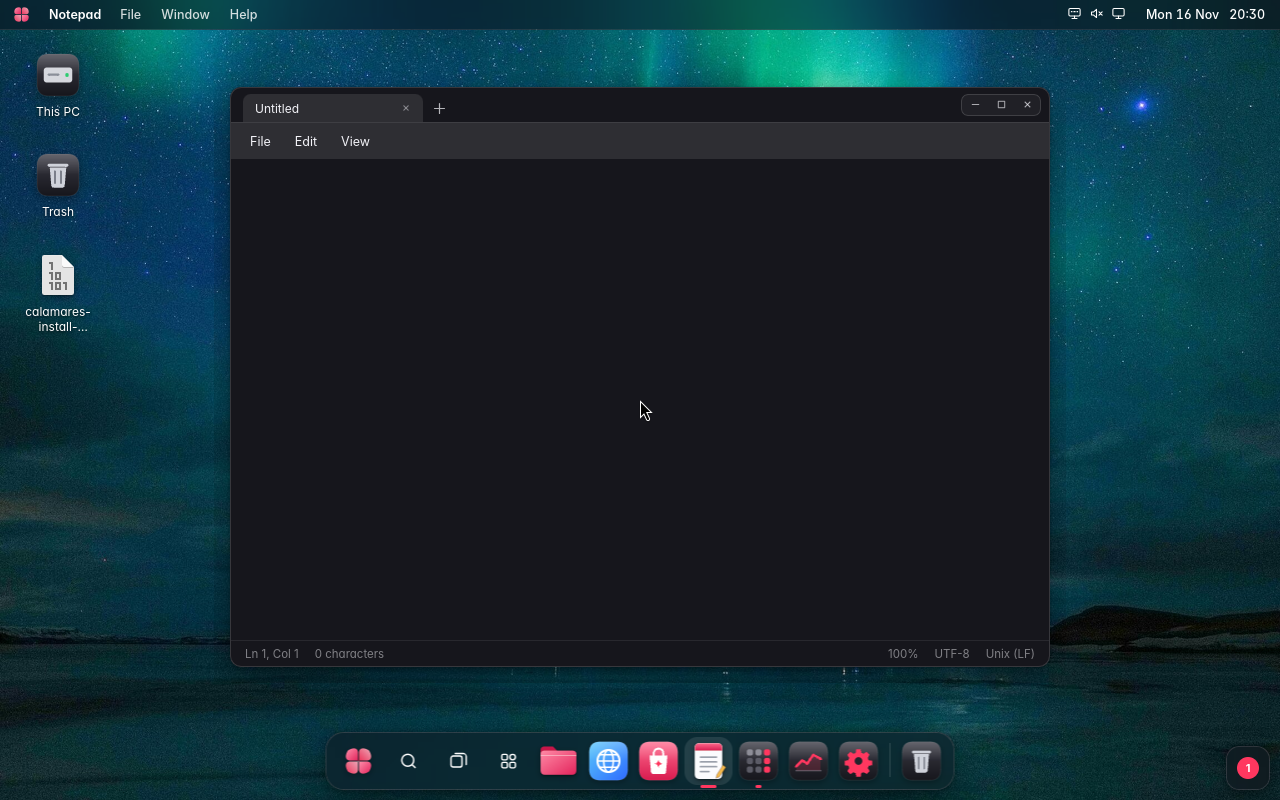 Notepad File Window Help Mon 16 Nov 20:30
This PC
Trash
calamares-
install-...
Untitled
File Edit View
Ln 1, Col 1 0 characters 100% UTF-8 Unix (LF)
1